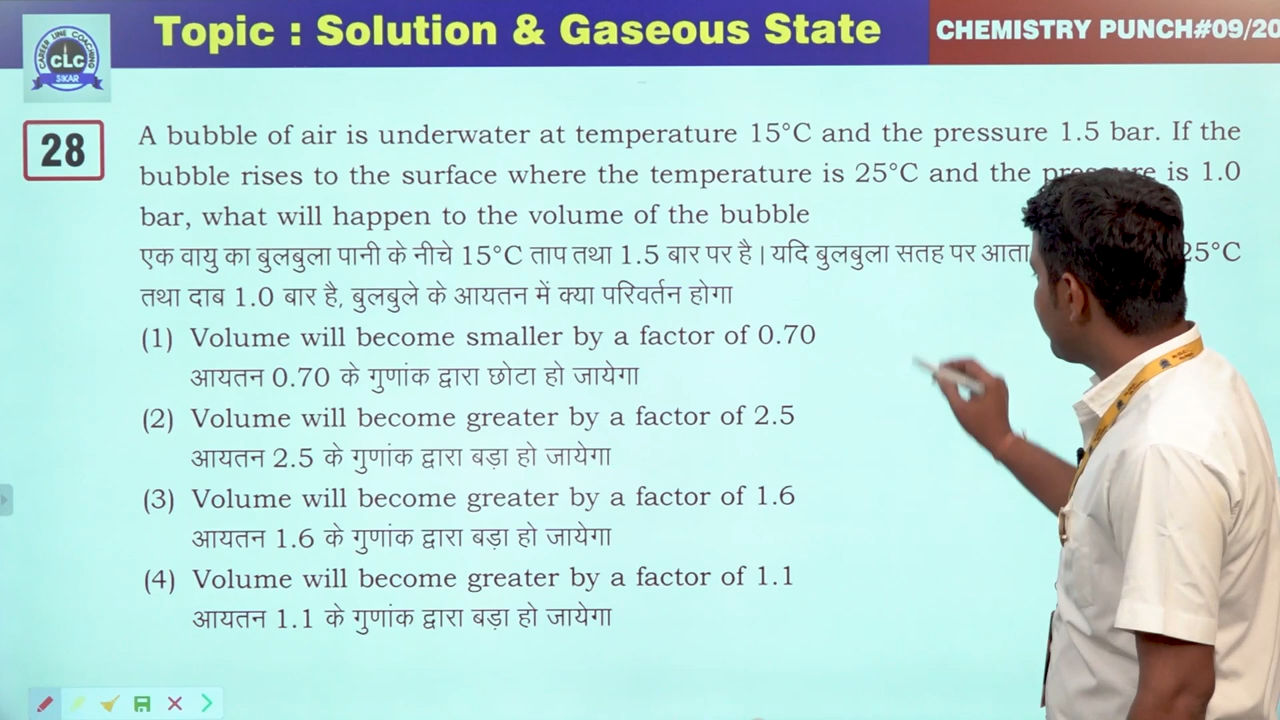 Topic : Solution & Gaseous State
CHEMISTRY PUNCH#09/20
CAREER LINE COACHING
CLC
SIKAR
28
A bubble of air is underwater at temperature 15°C and the pressure 1.5 bar. If the
bubble rises to the surface where the temperature is 25°C and the is 1.0
bar, what will happen to the volume of the bubble
एक वायु का बुलबुला पानी के नीचे 15°C ताप तथा 1.5 बार पर है। यदि बुलबुला सतह पर आता 25°C
तथा दाब 1.0 बार है, बुलबुले के आयतन में क्या परिवर्तन होगा
(1) Volume will become smaller by a factor of 0.70
आयतन 0.70 के गुणांक द्वारा छोटा हो जायेगा
(2) Volume will become greater by a factor of 2.5
आयतन 2.5 के गुणांक द्वारा बड़ा हो जायेगा
(3) Volume will become greater by a factor of 1.6
आयतन 1.6 के गुणांक द्वारा बड़ा हो जायेगा
(4) Volume will become greater by a factor of 1.1
आयतन 1.1 के गुणांक द्वारा बड़ा हो जायेगा